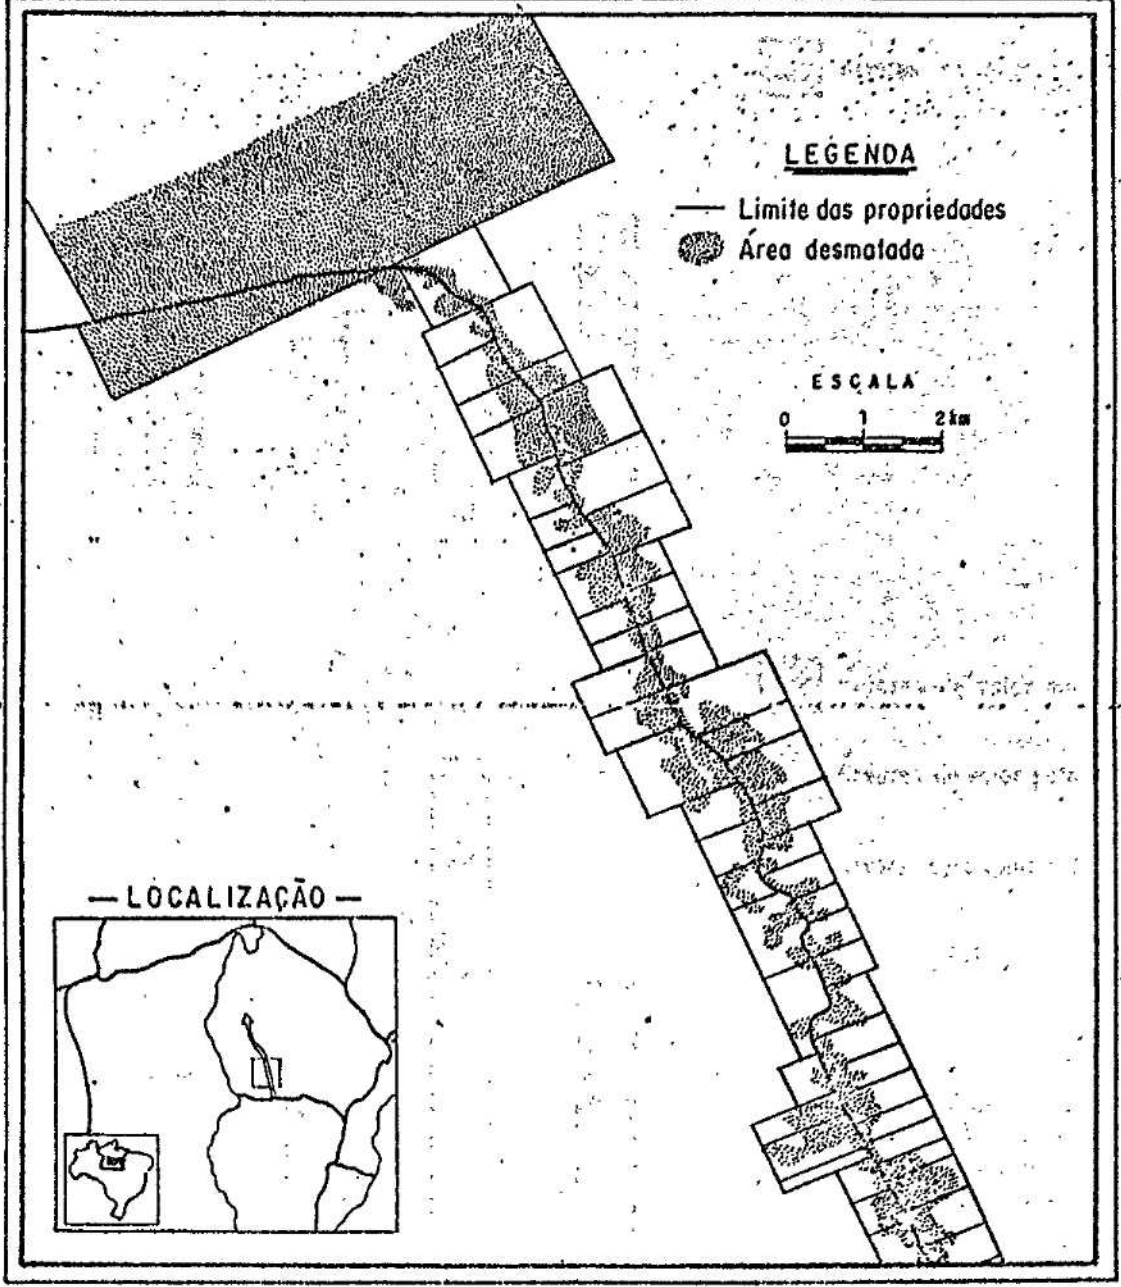 LEGENDA
Limite das propriedades
Área desmatada
ESCALA
0 1 2 km
— LOCALIZAÇÃO —